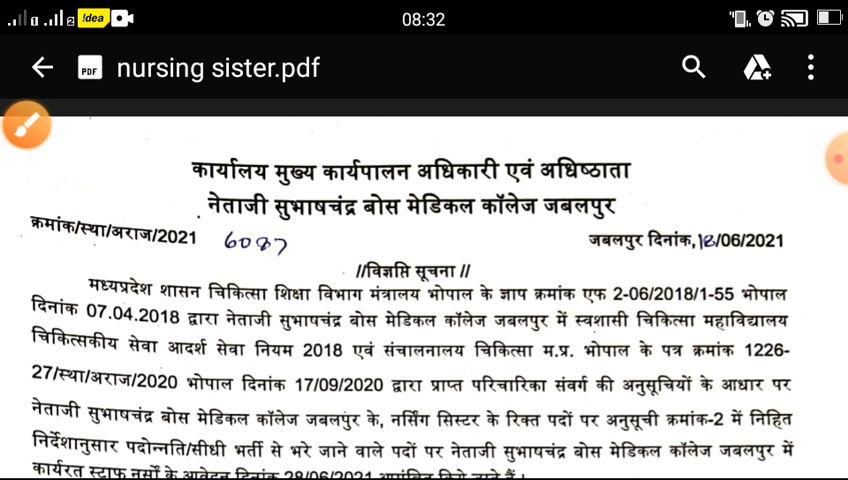 !dea
08:32
PDF nursing sister.pdf
कार्यालय मुख्य कार्यपालन अधिकारी एवं अधिष्ठाता
नेताजी सुभाषचंद्र बोस मेडिकल कॉलेज जबलपुर
क्रमांक/स्था/अराज/2021 6087 जबलपुर दिनांक,18/06/2021
//विज्ञप्ति सूचना //
मध्यप्रदेश शासन चिकित्सा शिक्षा विभाग मंत्रालय भोपाल के ज्ञाप क्रमांक एफ 2-06/2018/1-55 भोपाल
दिनांक 07.04.2018 द्वारा नेताजी सुभाषचंद्र बोस मेडिकल कॉलेज जबलपुर में स्वशासी चिकित्सा महाविद्यालय
चिकित्सकीय सेवा आदर्श सेवा नियम 2018 एवं संचालनालय चिकित्सा म.प्र. भोपाल के पत्र क्रमांक 1226-
27/स्था/अराज/2020 भोपाल दिनांक 17/09/2020 द्वारा प्राप्त परिचारिका संवर्ग की अनुसूचियों के आधार पर
नेताजी सुभाषचंद्र बोस मेडिकल कॉलेज जबलपुर के, नर्सिंग सिस्टर के रिक्त पदों पर अनुसूची क्रमांक-2 में निहित
निर्देशानुसार पदोन्नति/सीधी भर्ती से भरे जाने वाले पदों पर नेताजी सुभाषचंद्र बोस मेडिकल कॉलेज जबलपुर में
कार्यरत स्टाफ नर्सों के आवेदन दिनांक 28/06/2021 आमंत्रित किये जाते हैं।